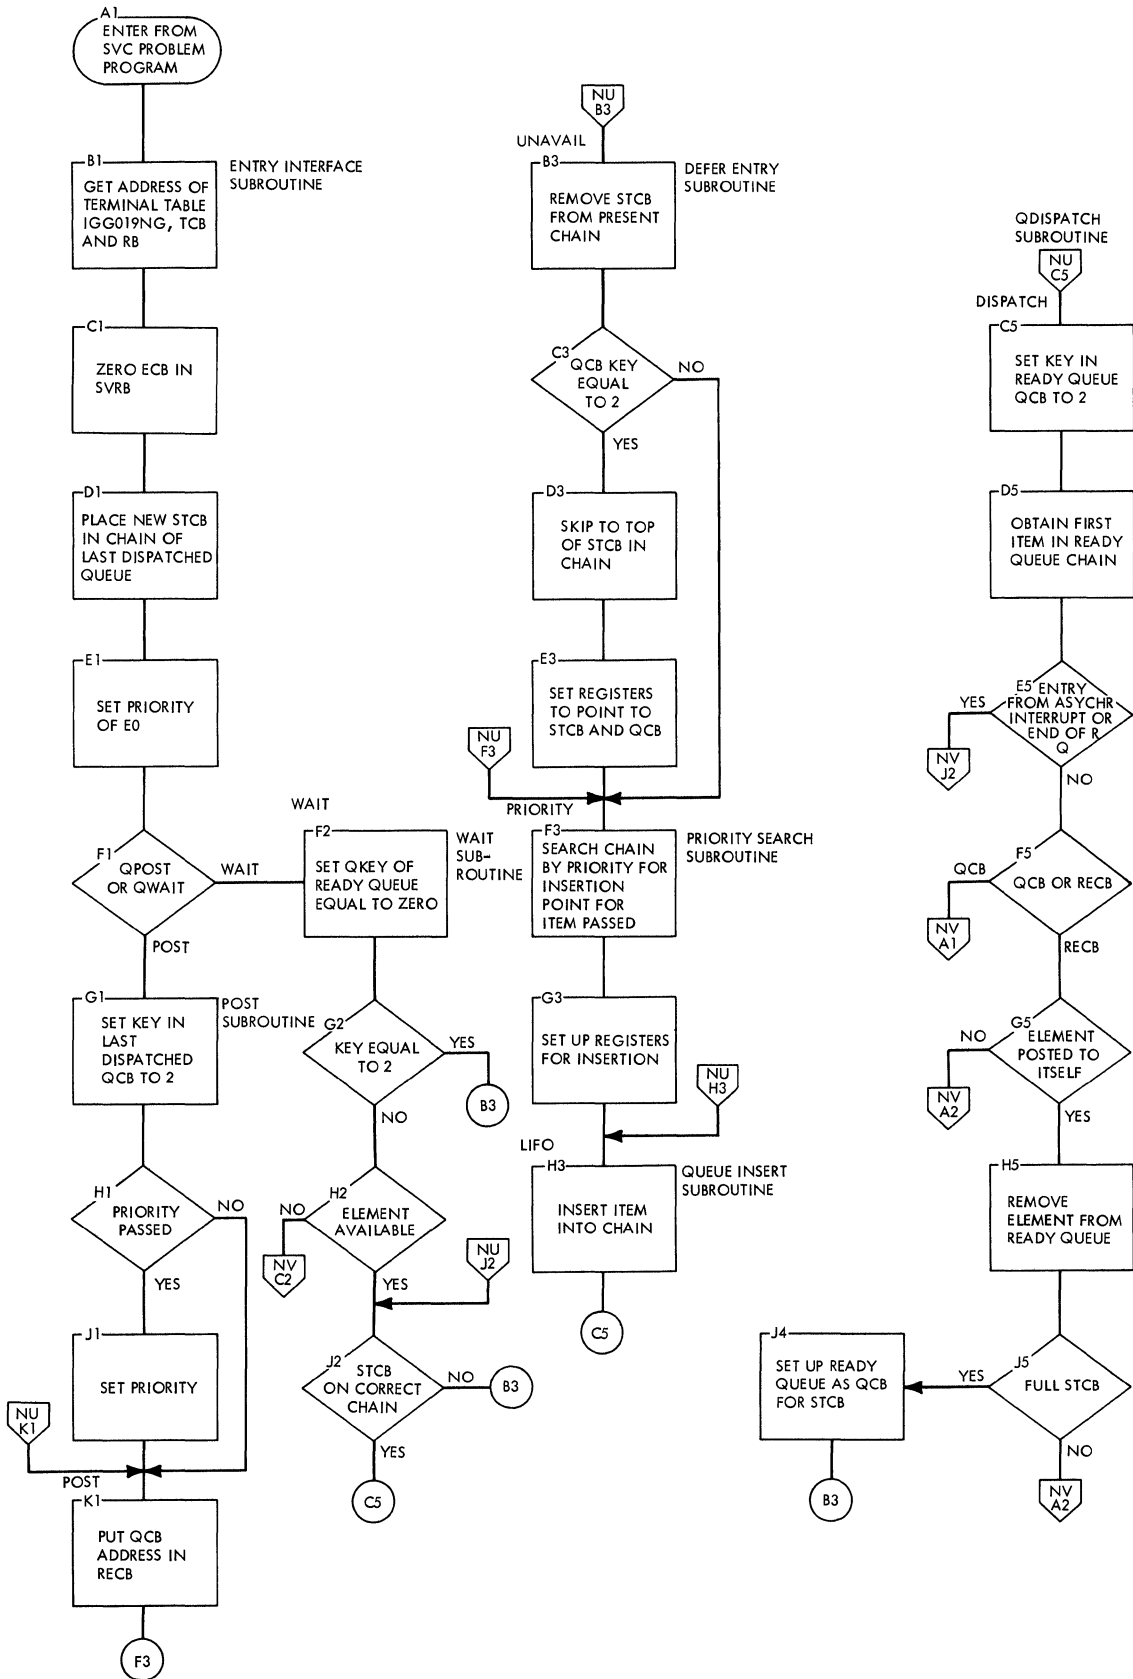 A1
ENTER FROM
SVC PROBLEM
PROGRAM
B1
ENTRY INTERFACE
SUBROUTINE
GET ADDRESS OF
TERMINAL TABLE
IGG019NG, TCB
AND RB
C1
ZERO ECB IN
SVRB
D1
PLACE NEW STCB
IN CHAIN OF
LAST DISPATCHED
QUEUE
E1
SET PRIORITY
OF E0
F1
QPOST
OR QWAIT
WAIT
POST
G1
POST
SUBROUTINE
SET KEY IN
LAST
DISPATCHED
QCB TO 2
H1
PRIORITY
PASSED
NO
YES
J1
SET PRIORITY
NU
K1
POST
K1
PUT QCB
ADDRESS IN
RECB
F3
WAIT
F2
WAIT
SUB-
ROUTINE
SET QKEY OF
READY QUEUE
EQUAL TO ZERO
G2
KEY EQUAL
TO 2
YES
B3
NO
H2
ELEMENT
AVAILABLE
NO
NV
C2
YES
NU
J2
J2
STCB
ON CORRECT
CHAIN
NO
B3
YES
C5
NU
B3
UNAVAIL
B3
DEFER ENTRY
SUBROUTINE
REMOVE STCB
FROM PRESENT
CHAIN
C3
QCB KEY
EQUAL
TO 2
NO
YES
D3
SKIP TO TOP
OF STCB IN
CHAIN
E3
SET REGISTERS
TO POINT TO
STCB AND QCB
NU
F3
PRIORITY
F3
PRIORITY SEARCH
SUBROUTINE
SEARCH CHAIN
BY PRIORITY FOR
INSERTION
POINT FOR
ITEM PASSED
G3
SET UP REGISTERS
FOR INSERTION
NU
H3
LIFO
H3
QUEUE INSERT
SUBROUTINE
INSERT ITEM
INTO CHAIN
C5
QDISPATCH
SUBROUTINE
NU
C5
DISPATCH
C5
SET KEY IN
READY QUEUE
QCB TO 2
D5
OBTAIN FIRST
ITEM IN READY
QUEUE CHAIN
E5
ENTRY
FROM ASYCHR
INTERRUPT OR
END OF R
Q
YES
NV
J2
NO
F5
QCB OR RECB
QCB
NV
A1
RECB
G5
ELEMENT
POSTED TO
ITSELF
NO
NV
A2
YES
H5
REMOVE
ELEMENT FROM
READY QUEUE
J5
FULL STCB
YES
NO
NV
A2
J4
SET UP READY
QUEUE AS QCB
FOR STCB
B3